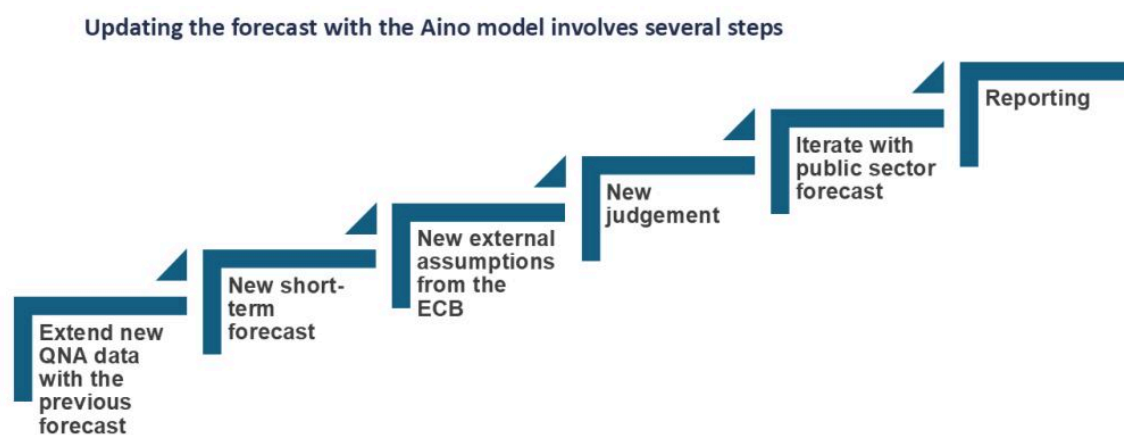 Updating the forecast with the Aino model involves several steps
Extend new
QNA data
with the
previous
forecast
New short-
term
forecast
New external
assumptions
from the
ECB
New
judgement
Iterate with
public sector
forecast
Reporting